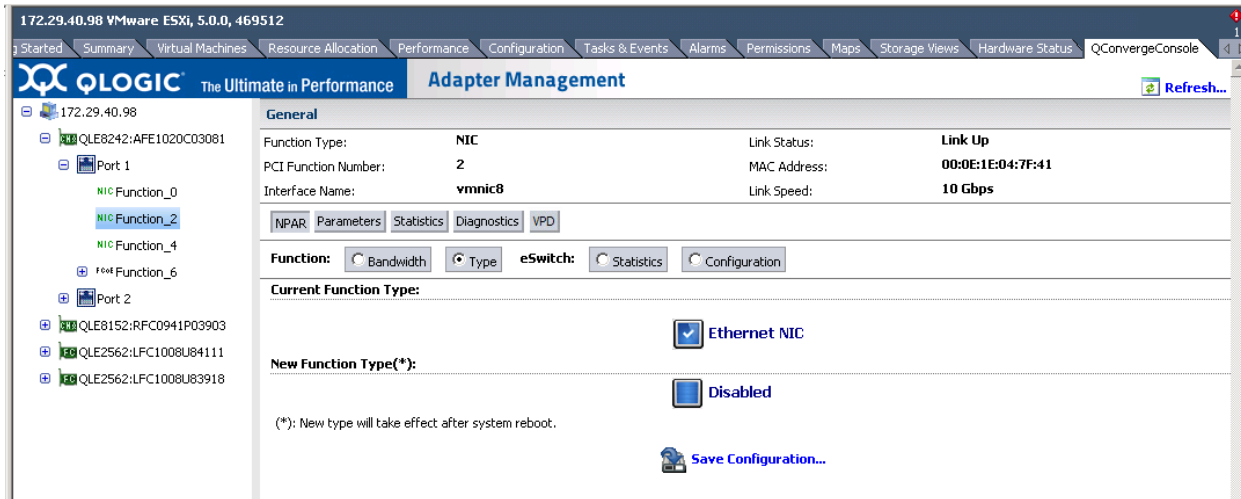 172.29.40.98 VMware ESXi, 5.0.0, 469512
g Started Summary Virtual Machines Resource Allocation Performance Configuration Tasks & Events Alarms Permissions Maps Storage Views Hardware Status QConvergeConsole
QLOGIC The Ultimate in Performance Adapter Management Refresh...
172.29.40.98
QLE8242:AFE1020C03081
Port 1
NIC Function_0
NIC Function_2
NIC Function_4
FCoE Function_6
Port 2
QLE8152:RFC0941P03903
QLE2562:LFC1008U84111
QLE2562:LFC1008U83918
General
Function Type: NIC Link Status: Link Up
PCI Function Number: 2 MAC Address: 00:0E:1E:04:7F:41
Interface Name: vmnic8 Link Speed: 10 Gbps
NPAR Parameters Statistics Diagnostics VPD
Function: Bandwidth Type eSwitch: Statistics Configuration
Current Function Type:
Ethernet NIC
New Function Type(*):
Disabled
(*): New type will take effect after system reboot.
Save Configuration...